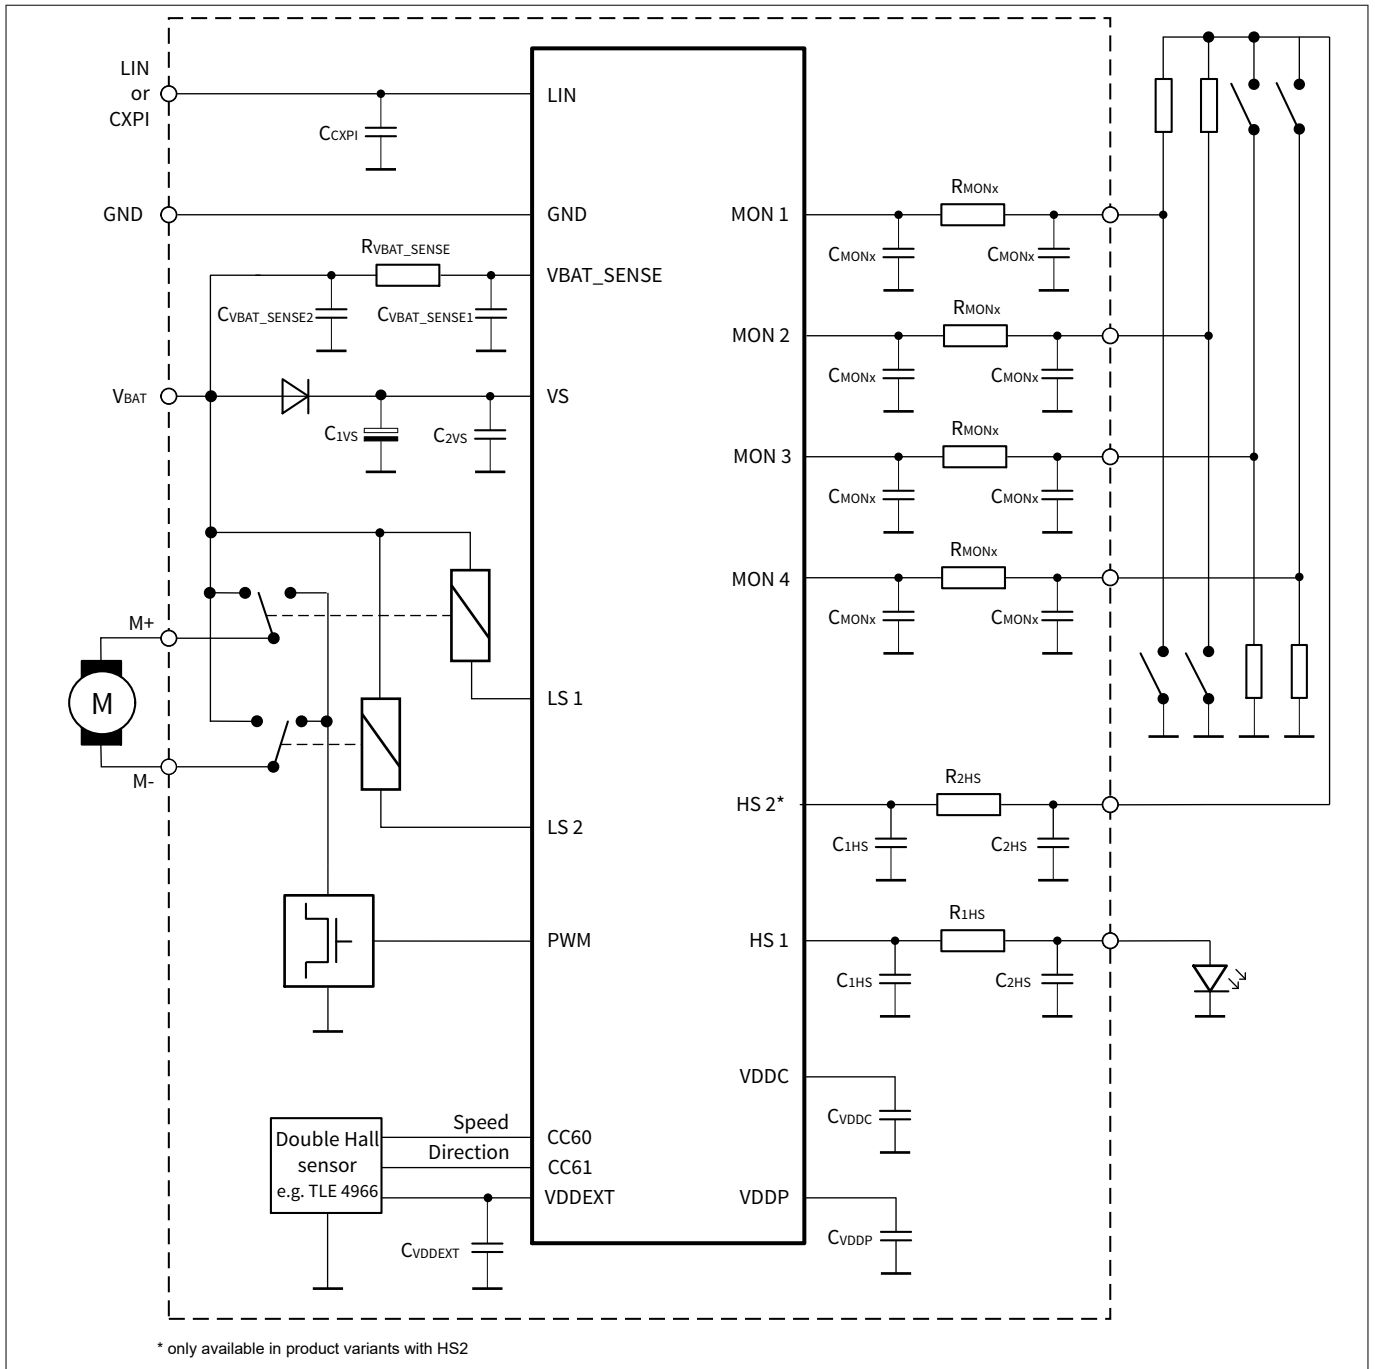 LIN
or
CXPI
CCXPI
LIN
GND
GND
RVBAT_SENSE
VBAT_SENSE
CVBAT_SENSE2
CVBAT_SENSE1
VBAT
VS
C1VS
C2VS
M+
M
M-
LS 1
LS 2
PWM
Speed
CC60
Direction
CC61
Double Hall
sensor
e.g. TLE 4966
VDDEXT
CVDDEXT
MON 1
RMONx
CMONx
CMONx
MON 2
RMONx
CMONx
CMONx
MON 3
RMONx
CMONx
CMONx
MON 4
RMONx
CMONx
CMONx
HS 2*
R2HS
C1HS
C2HS
HS 1
R1HS
C1HS
C2HS
VDDC
CVDDC
VDDP
CVDDP
* only available in product variants with HS2